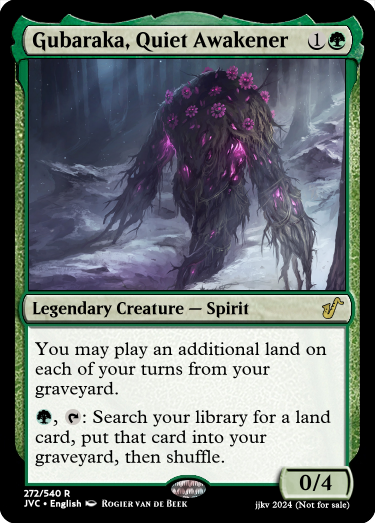 Gubaraka, Quiet Awakener 1
Legendary Creature — Spirit
You may play an additional land on
each of your turns from your
graveyard.
, : Search your library for a land
card, put that card into your
graveyard, then shuffle.
0/4
272/540 R
JVC • English Rogier van de Beek
jjkv 2024 (Not for sale)